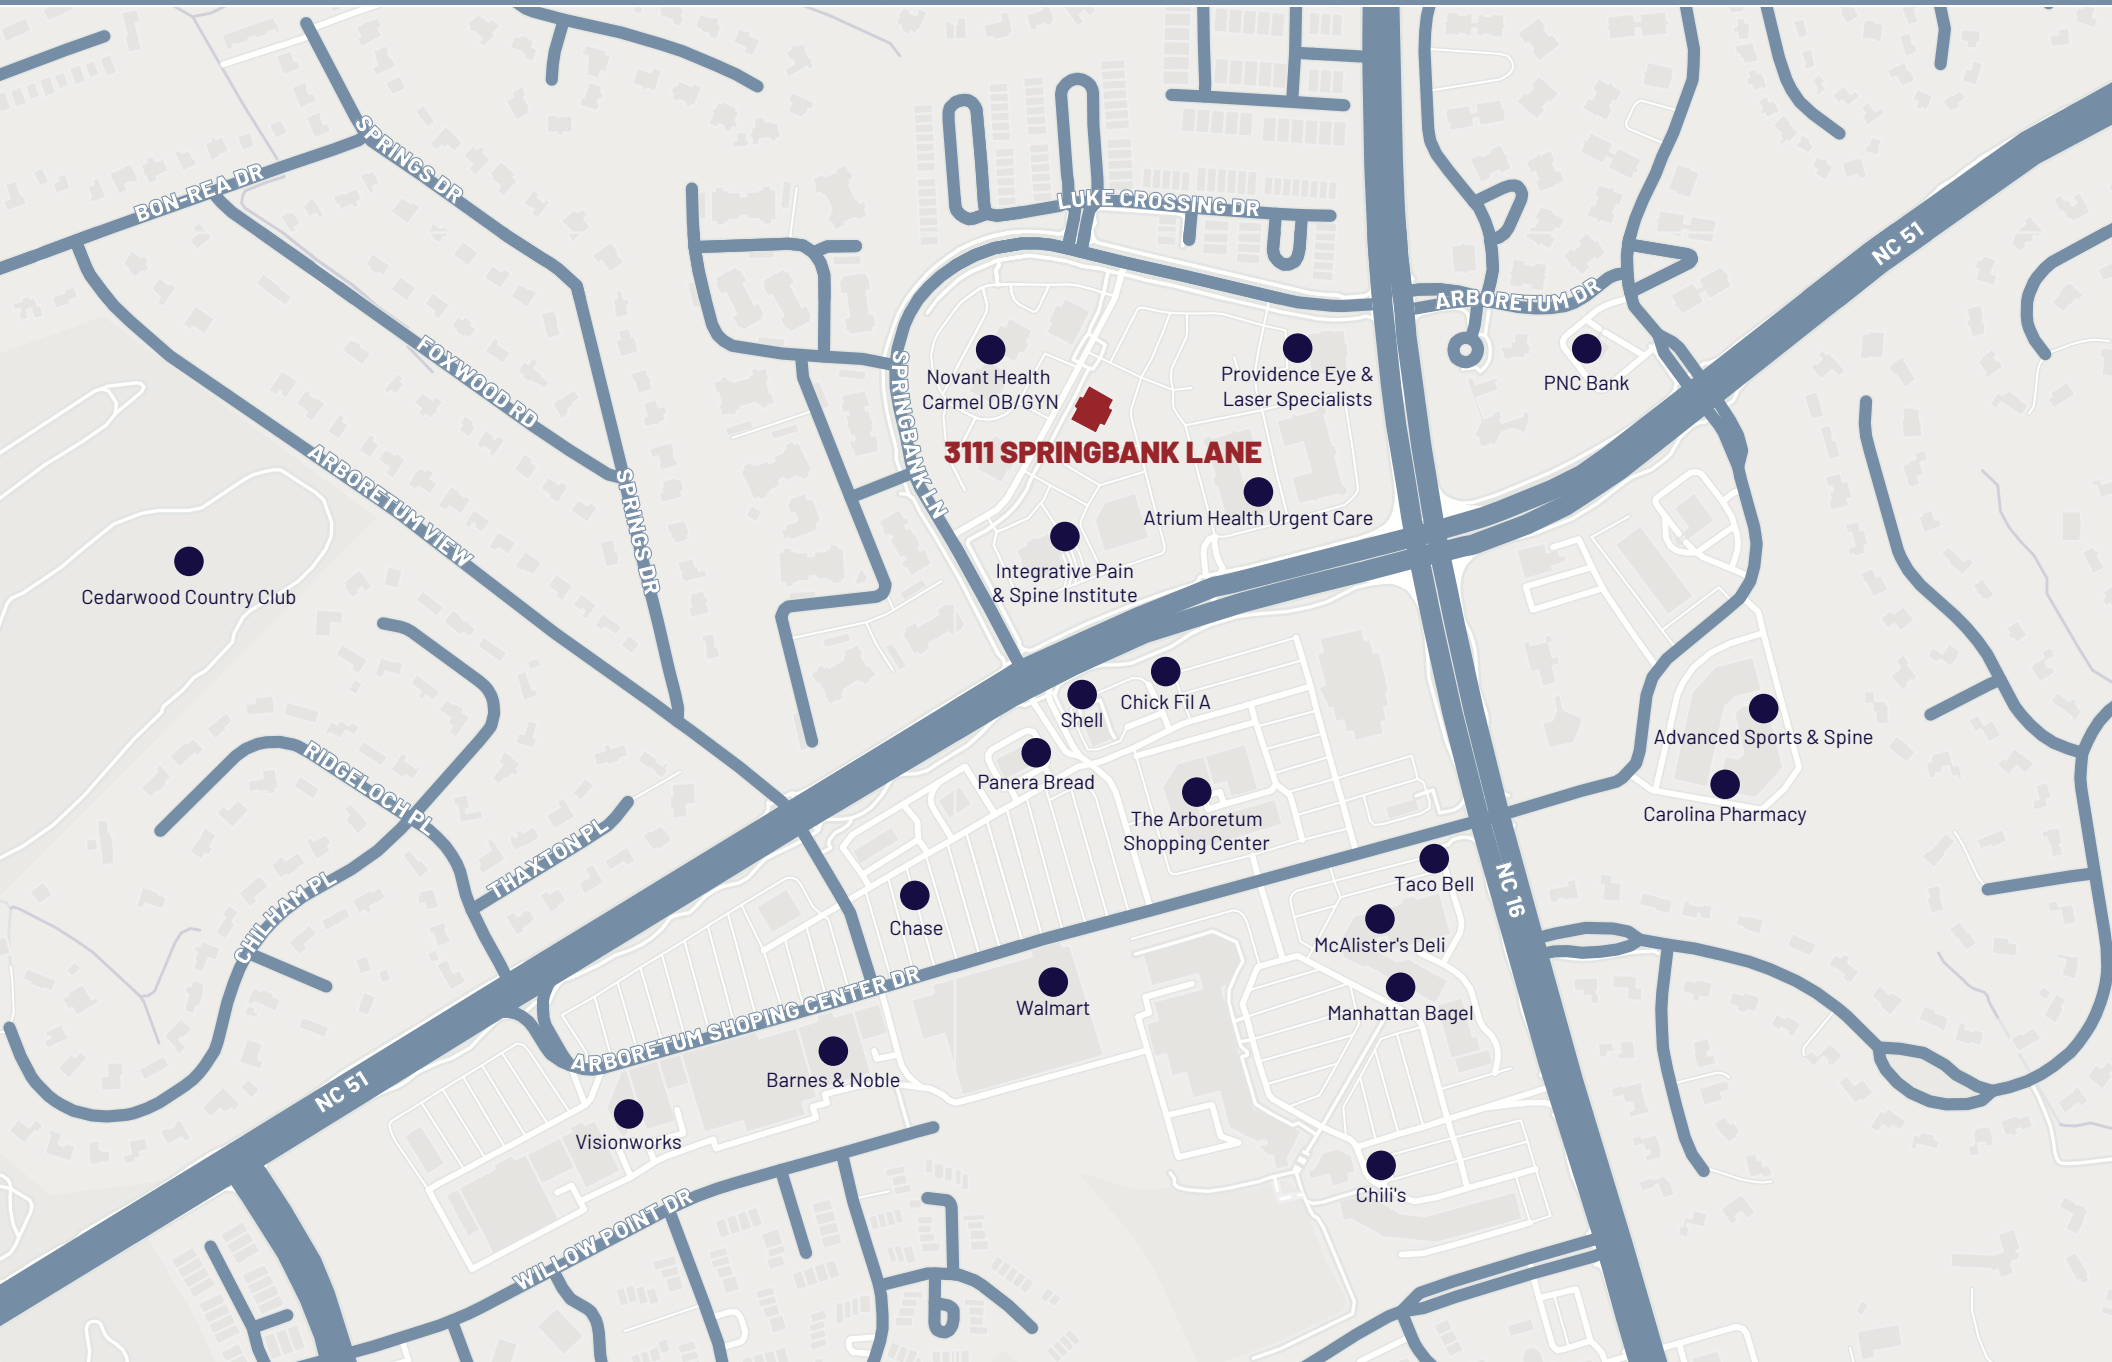 SPRINGS DR
BON-REA DR
LUKE CROSSING DR
NC 51
ARBORETUM DR
FOXWOOD RD
SPRINGBANK LN
Novant Health
Carmel OB/GYN
Providence Eye &
Laser Specialists
PNC Bank
3111 SPRINGBANK LANE
ARBORETUM VIEW
SPRINGS DR
Atrium Health Urgent Care
Integrative Pain
& Spine Institute
Cedarwood Country Club
Chick Fil A
Shell
Advanced Sports & Spine
Panera Bread
RIDGELOCH PL
The Arboretum
Shopping Center
Carolina Pharmacy
THAXTON PL
Taco Bell
NC 16
CHILHAM PL
Chase
McAlister's Deli
Walmart
Manhattan Bagel
ARBORETUM SHOPING CENTER DR
Barnes & Noble
NC 51
Visionworks
Chili's
WILLOW POINT DR